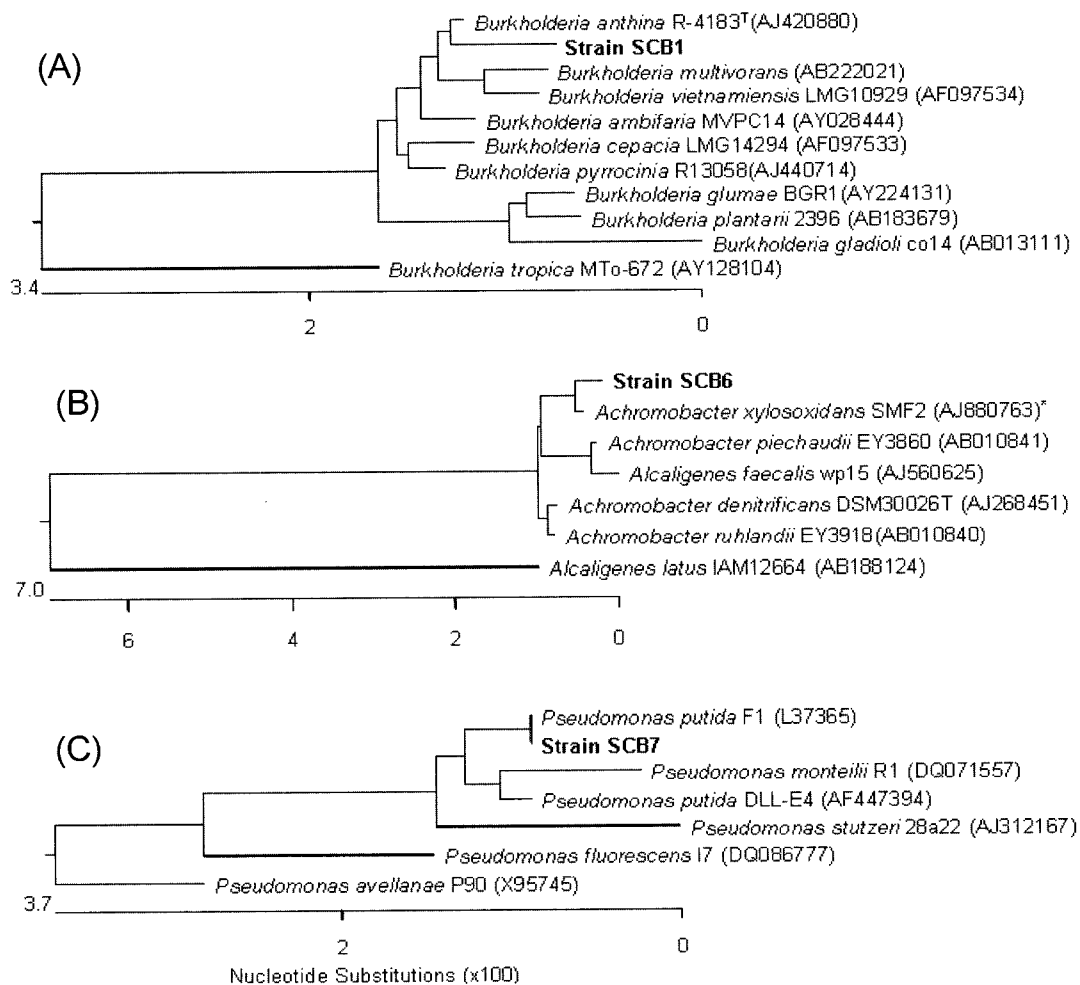 Burkholderia anthina R-4183T(AJ420880)
Strain SCB1
(A)
Burkholderia multivorans (AB222021)
Burkholderia vietnamiensis LMG10929 (AF097534)
Burkholderia ambifaria MVPC14 (AY028444)
Burkholderia cepacia LMG14294 (AF097533)
Burkholderia pyrrocinia R13058(AJ440714)
Burkholderia glumae BGR1(AY224131)
Burkholderia plantarii 2396 (AB183679)
Burkholderia gladioli co14 (AB013111)
Burkholderia tropica MTo-672 (AY128104)
3.4
2 0
Strain SCB6
(B)
Achromobacter xylosoxidans SMF2 (AJ880763)*
Achromobacter piechaudii EY3860 (AB010841)
Alcaligenes faecalis wp15 (AJ560625)
Achromobacter denitrificans DSM30026T (AJ268451)
Achromobacter ruhlandii EY3918(AB010840)
Alcaligenes latus IAM12664 (AB188124)
7.0
6 4 2 0
Pseudomonas putida F1 (L37365)
(C)
Strain SCB7
Pseudomonas monteilii R1 (DQ071557)
Pseudomonas putida DLL-E4 (AF447394)
Pseudomonas stutzeri 28a22 (AJ312167)
Pseudomonas fluorescens I7 (DQ086777)
Pseudomonas avellanae P90 (X95745)
3.7
2 0
Nucleotide Substitutions (x100)